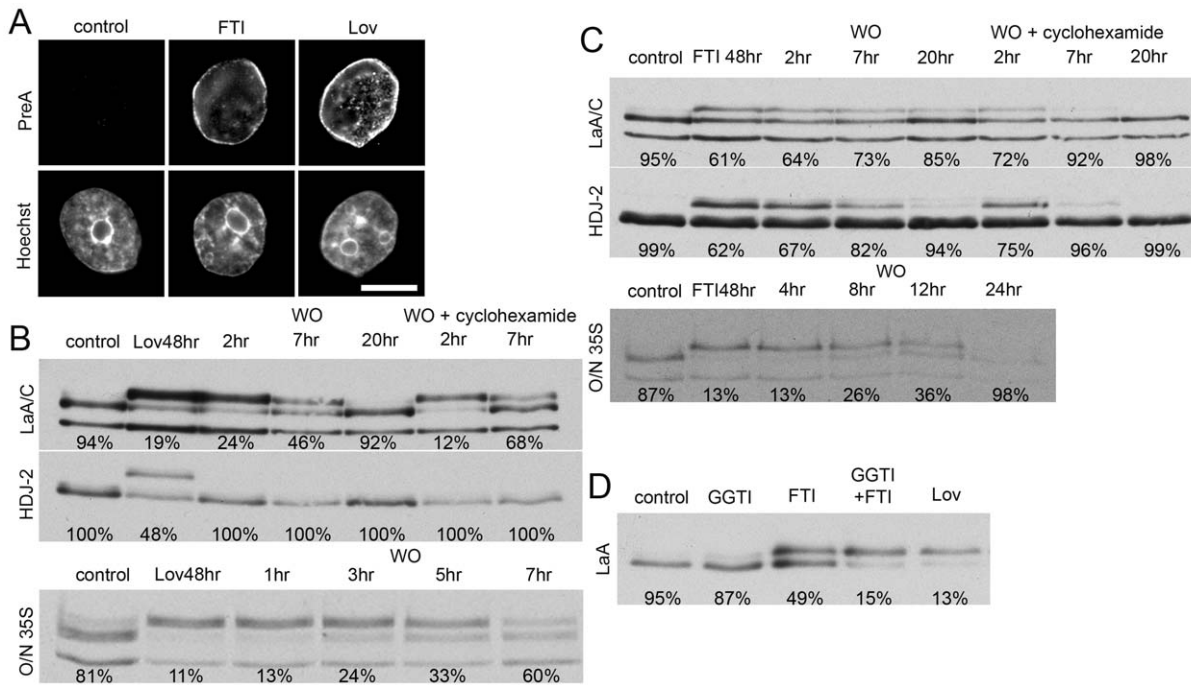 A
control FTI Lov
PreA
Hoechst
B
WO WO + cyclohexamide
control Lov48hr 2hr 7hr 20hr 2hr 7hr
LaA/C
94% 19% 24% 46% 92% 12% 68%
HDJ-2
100% 48% 100% 100% 100% 100% 100%
WO
control Lov48hr 1hr 3hr 5hr 7hr
O/N 35S
81% 11% 13% 24% 33% 60%
C
WO WO + cyclohexamide
control FTI 48hr 2hr 7hr 20hr 2hr 7hr 20hr
LaA/C
95% 61% 64% 73% 85% 72% 92% 98%
HDJ-2
99% 62% 67% 82% 94% 75% 96% 99%
WO
control FTI48hr 4hr 8hr 12hr 24hr
O/N 35S
87% 13% 13% 26% 36% 98%
D
control GGTI FTI GGTI +FTI Lov
LaA
95% 87% 49% 15% 13%